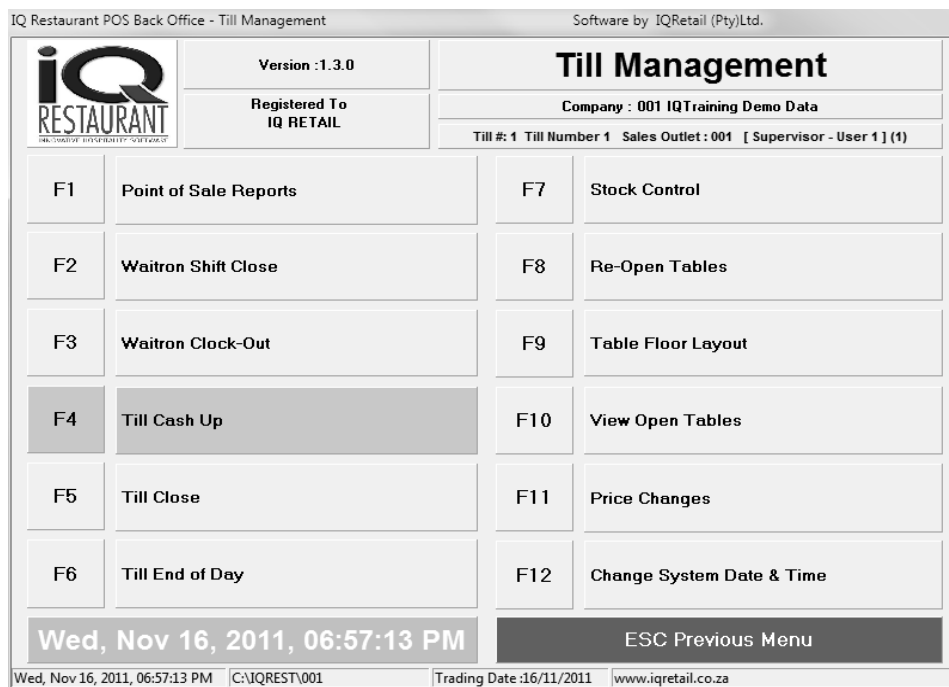 IQ Restaurant POS Back Office - Till Management
Software by IQRetail (Pty)Ltd.
iQ
RESTAURANT
INNOVATIVE HOSPITALITY SOFTWARE
Version :1.3.0
Registered To
IQ RETAIL
Till Management
Company : 001 IQTraining Demo Data
Till #: 1 Till Number 1 Sales Outlet : 001 [ Supervisor - User 1 ] (1)
F1 Point of Sale Reports
F2 Waitron Shift Close
F3 Waitron Clock-Out
F4 Till Cash Up
F5 Till Close
F6 Till End of Day
F7 Stock Control
F8 Re-Open Tables
F9 Table Floor Layout
F10 View Open Tables
F11 Price Changes
F12 Change System Date & Time
Wed, Nov 16, 2011, 06:57:13 PM
ESC Previous Menu
Wed, Nov 16, 2011, 06:57:13 PM C:\IQREST\001 Trading Date :16/11/2011 www.iqretail.co.za